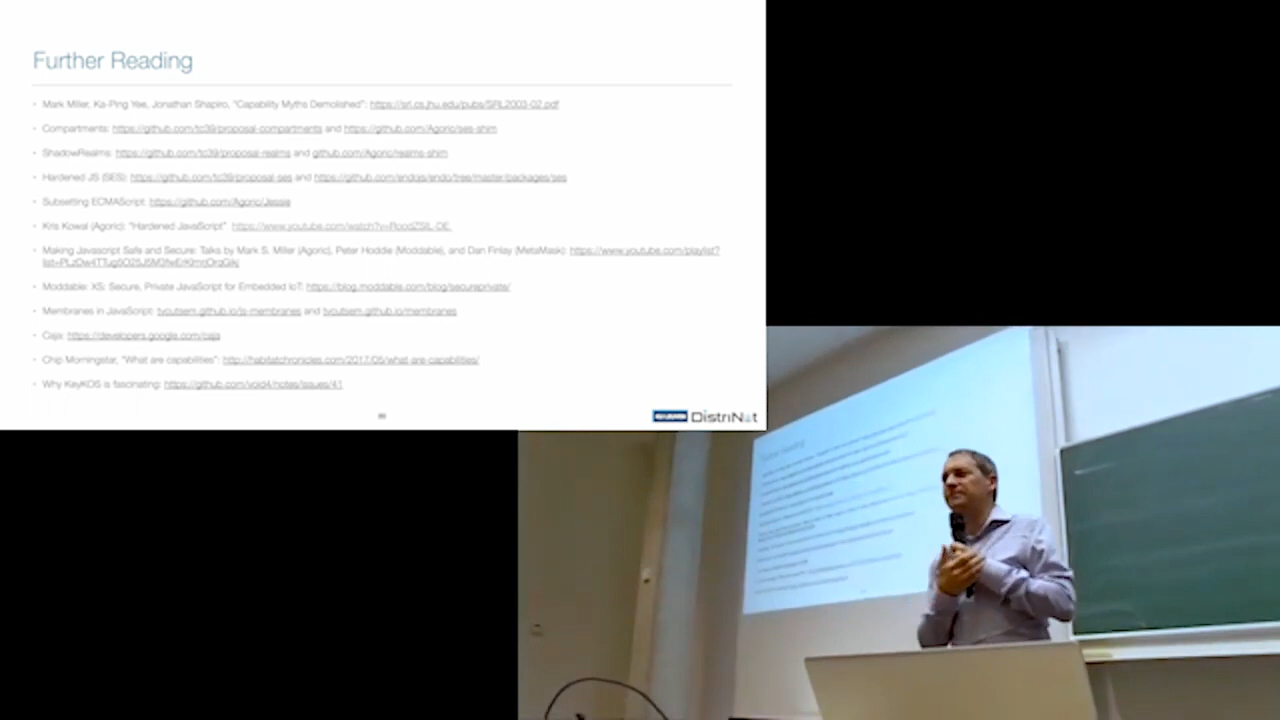 Further Reading
• Mark Miller, Ka-Ping Yee, Jonathan Shapiro, "Capability Myths Demolished": https://srl.cs.jhu.edu/pubs/SRL2003-02.pdf
• Compartments: https://github.com/tc39/proposal-compartments and https://github.com/Agoric/ses-shim
• ShadowRealms: https://github.com/tc39/proposal-realms and github.com/Agoric/realms-shim
• Hardened JS (SES): https://github.com/tc39/proposal-ses and https://github.com/endojs/endo/tree/master/packages/ses
• Subsetting ECMAScript: https://github.com/Agoric/Jessie
• Kris Kowal (Agoric): "Hardened JavaScript"
• Making Javascript Safe and Secure: Talks by Mark S. Miller (Agoric), Peter Hoddie (Moddable), and Dan Finlay (MetaMask): https://www.youtube.com/playlist?
• Moddable: XS: Secure, Private JavaScript for Embedded IoT: https://blog.moddable.com/blog/secureprivate/
• Membranes in JavaScript: tvcutsem.github.io/js-membranes and tvcutsem.github.io/membranes
• Caja: https://developers.google.com/caja
• Chip Morningstar, "What are capabilities": http://habitatchronicles.com/2017/05/what-are-capabilities/
• Why KeyKOS is fascinating: https://github.com/void4/notes/issues/41
KU LEUVEN DistriNet